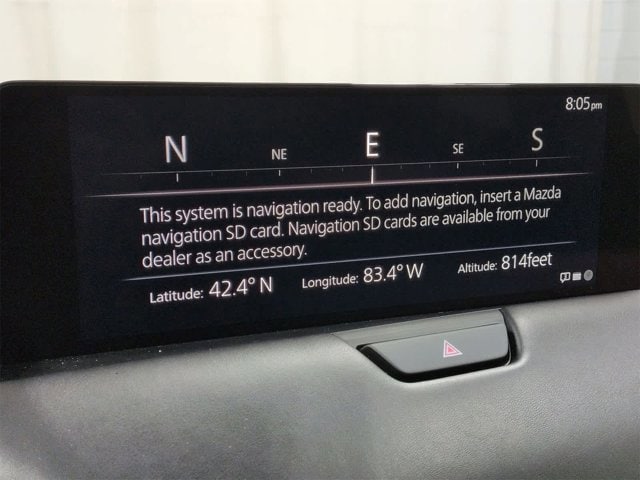 8:05pm
N NE E SE S
This system is navigation ready. To add navigation, insert a Mazda
navigation SD card. Navigation SD cards are available from your
dealer as an accessory.
Latitude: 42.4° N Longitude: 83.4° W Altitude: 814feet